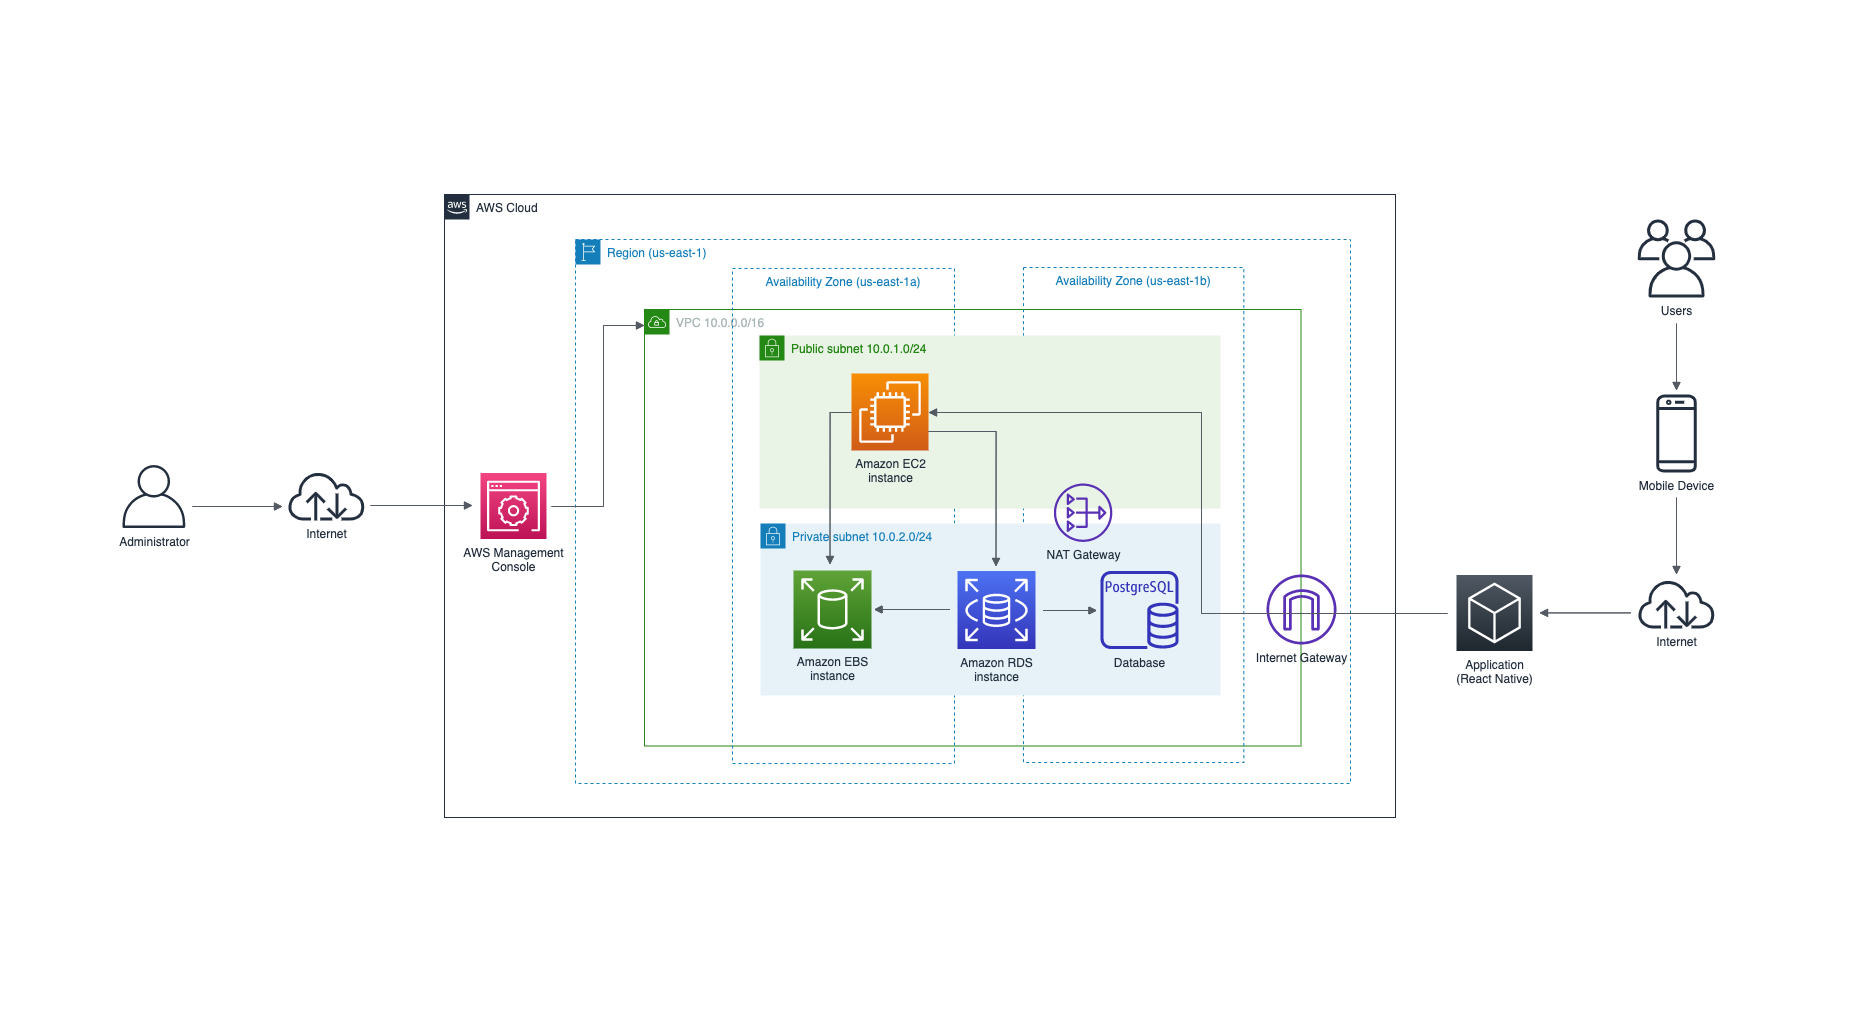 aws
AWS Cloud
Region (us-east-1)
Availability Zone (us-east-1a)
Availability Zone (us-east-1b)
VPC 10.0.0.0/16
Public subnet 10.0.1.0/24
Amazon EC2
instance
NAT Gateway
Private subnet 10.0.2.0/24
Amazon EBS
instance
Amazon RDS
instance
PostgreSQL
Database
Internet Gateway
Administrator
Internet
AWS Management
Console
Users
Mobile Device
Internet
Application
(React Native)